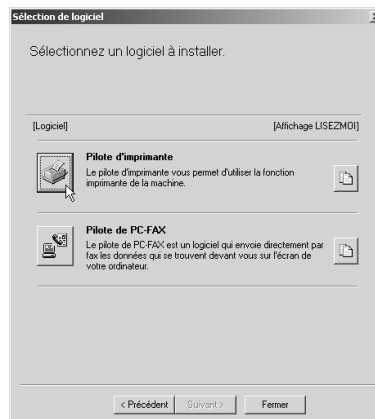 Sélection de logiciel
Sélectionnez un logiciel à installer.
[Logiciel] [Affichage LISEZMOI]
Pilote d'imprimante
Le pilote d'imprimante vous permet d'utiliser la fonction
imprimante de la machine.
Pilote de PC-FAX
Le pilote de PC-FAX est un logiciel qui envoie directement par
fax les données qui se trouvent devant vous sur l'écran de
votre ordinateur.
< Précédent Suivant > Fermer